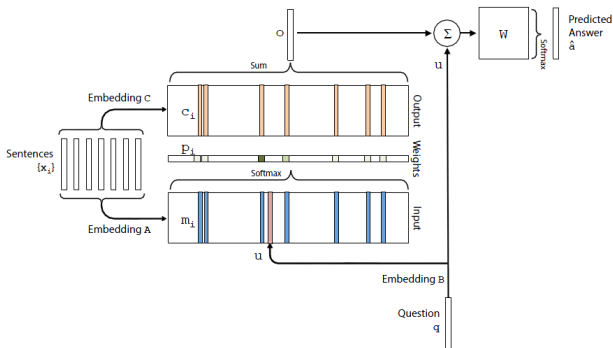 o
Σ
W
Softmax
Predicted
Answer
â
u
Sum
Embedding C
c_i
Output
Sentences
{x_i}
p_i
Weights
Softmax
Embedding A
m_i
Input
u
Embedding B
Question
q